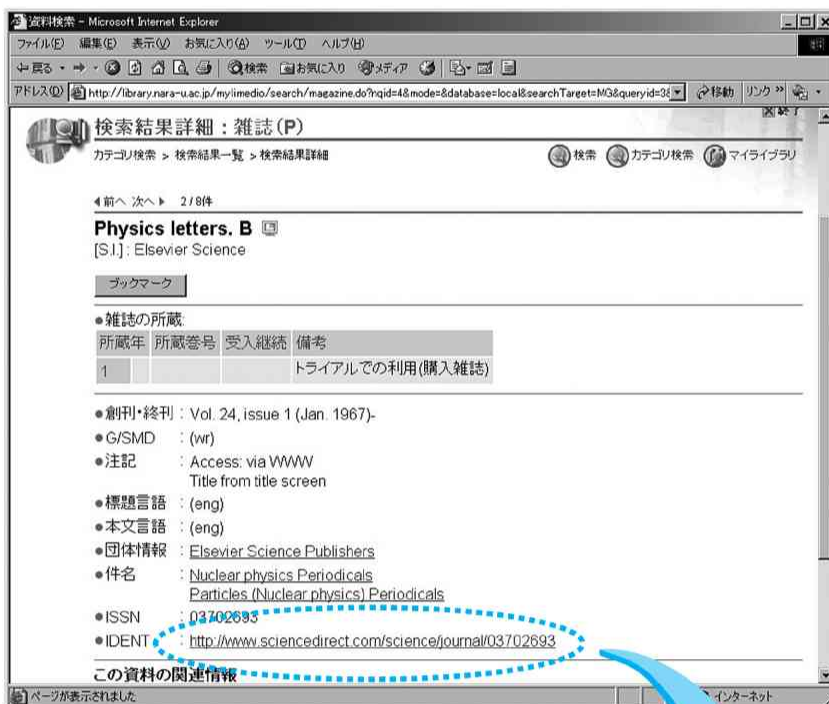 資料検索 - Microsoft Internet Explorer
ファイル(F) 編集(E) 表示(V) お気に入り(A) ツール(T) ヘルプ(H)
戻る 検索 お気に入り メディア
アドレス(D) http://library.nara-u.ac.jp/mylimedio/search/magazine.do?nqid=4&mode=&database=local&searchTarget=MG&queryid=38 移動 リンク »
検索結果詳細：雑誌(P)
カテゴリ検索 > 検索結果一覧 > 検索結果詳細 検索 カテゴリ検索 マイライブラリ
前へ 次へ 2 / 8件
Physics letters. B
[S.l.] : Elsevier Science
ブックマーク
●雑誌の所蔵:
所蔵年 所蔵巻号 受入継続 備考
1 トライアルでの利用(購入雑誌)
●創刊・終刊 : Vol. 24, issue 1 (Jan. 1967)-
●G/SMD : (wr)
●注記 : Access: via WWW
Title from title screen
●標題言語 : (eng)
●本文言語 : (eng)
●団体情報 : Elsevier Science Publishers
●件名 : Nuclear physics Periodicals
Particles (Nuclear physics) Periodicals
●ISSN : 03702693
●IDENT : http://www.sciencedirect.com/science/journal/03702693
この資料の関連情報
ページが表示されました インターネット